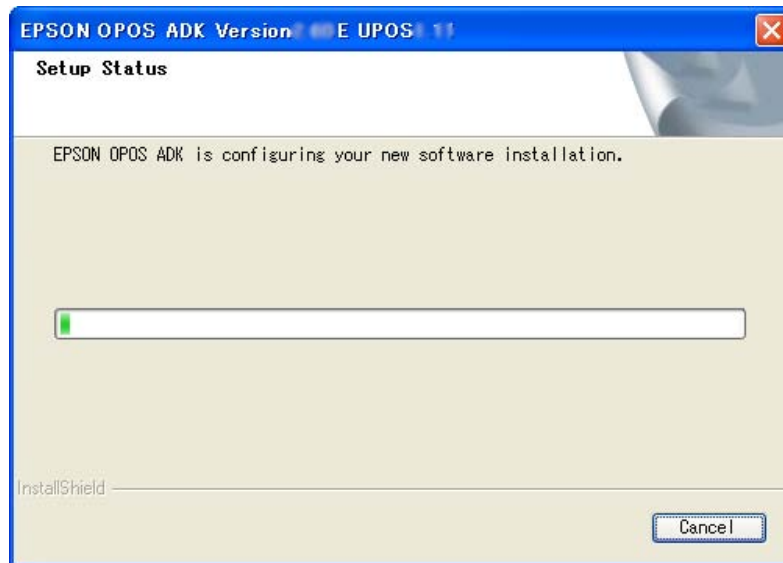 EPSON OPOS ADK Version E UPOS
Setup Status
EPSON OPOS ADK is configuring your new software installation.
InstallShield
Cancel